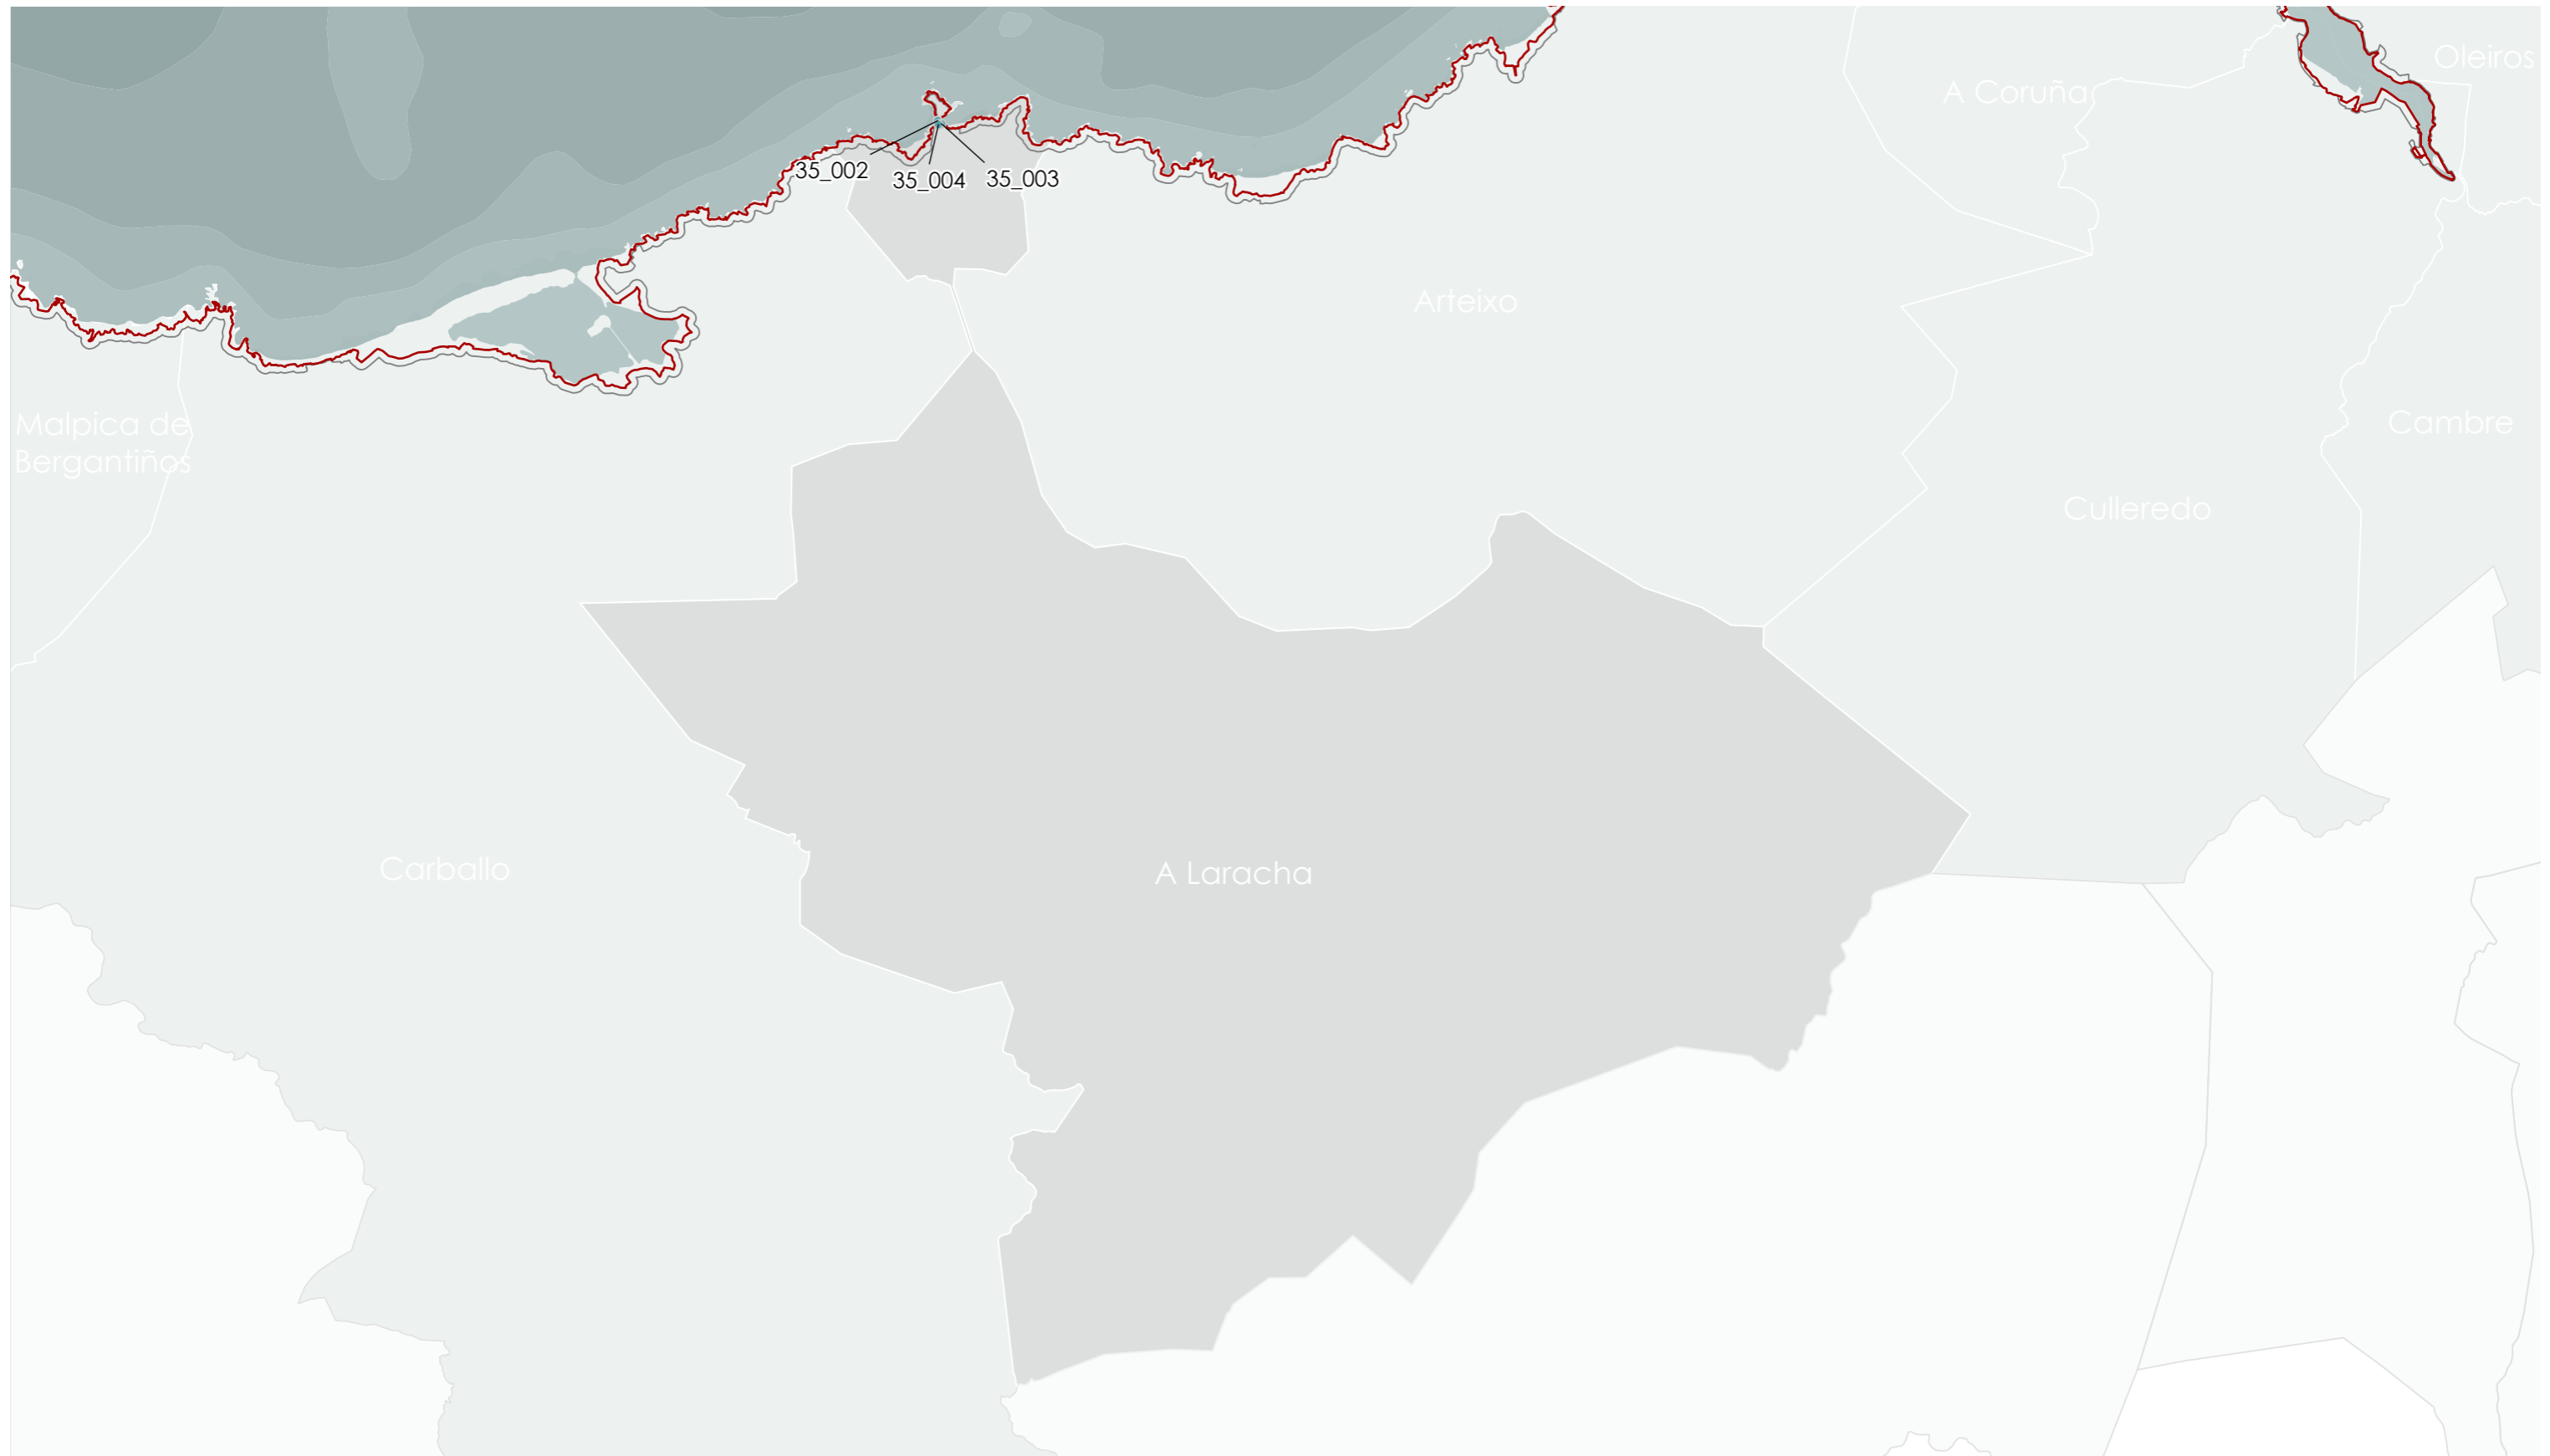 Oleiros
A Coruña
35_002
35_004
35_003
Arteixo
Malpica de
Bergantiños
Cambre
Culleredo
Carballo
A Laracha